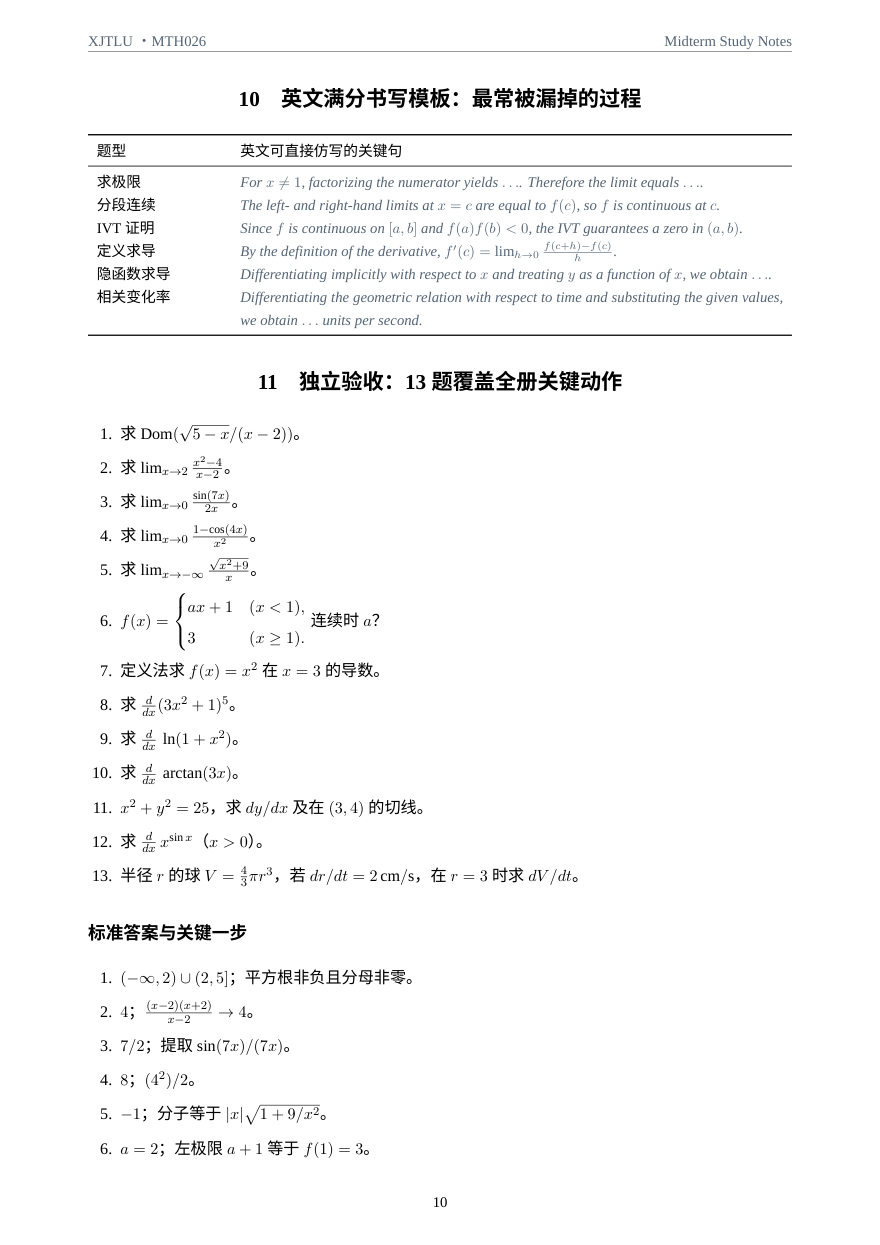 XJTLU • MTH026 Midterm Study Notes
10 英文满分书写模板：最常被漏掉的过程
题型 英文可直接仿写的关键句
求极限 For x ≠ 1, factorizing the numerator yields . . .. Therefore the limit equals . . ..
分段连续 The left- and right-hand limits at x = c are equal to f(c), so f is continuous at c.
IVT 证明 Since f is continuous on [a, b] and f(a)f(b) < 0, the IVT guarantees a zero in (a, b).
定义求导 By the definition of the derivative, f′(c) = lim_{h→0} \frac{f(c+h)−f(c)}{h}.
隐函数求导 Differentiating implicitly with respect to x and treating y as a function of x, we obtain . . ..
相关变化率 Differentiating the geometric relation with respect to time and substituting the given values,
we obtain . . . units per second.
11 独立验收：13 题覆盖全册关键动作
1. 求 Dom(√(5 − x)/(x − 2))。
2. 求 lim_{x→2} \frac{x²−4}{x−2}。
3. 求 lim_{x→0} \frac{sin(7x)}{2x}。
4. 求 lim_{x→0} \frac{1−cos(4x)}{x²}。
5. 求 lim_{x→−∞} \frac{√(x²+9)}{x}。
6. f(x) = { ax + 1 (x < 1), 3 (x ≥ 1). 连续时 a？
7. 定义法求 f(x) = x² 在 x = 3 的导数。
8. 求 \frac{d}{dx}(3x² + 1)⁵。
9. 求 \frac{d}{dx} ln(1 + x²)。
10. 求 \frac{d}{dx} arctan(3x)。
11. x² + y² = 25，求 dy/dx 及在 (3, 4) 的切线。
12. 求 \frac{d}{dx} x^{sin x}（x > 0）。
13. 半径 r 的球 V = \frac{4}{3}πr³，若 dr/dt = 2 cm/s，在 r = 3 时求 dV/dt。
标准答案与关键一步
1. (−∞, 2) ∪ (2, 5]；平方根非负且分母非零。
2. 4；\frac{(x−2)(x+2)}{x−2} → 4。
3. 7/2；提取 sin(7x)/(7x)。
4. 8；(4²)/2。
5. −1；分子等于 |x|√(1 + 9/x²)。
6. a = 2；左极限 a + 1 等于 f(1) = 3。
10